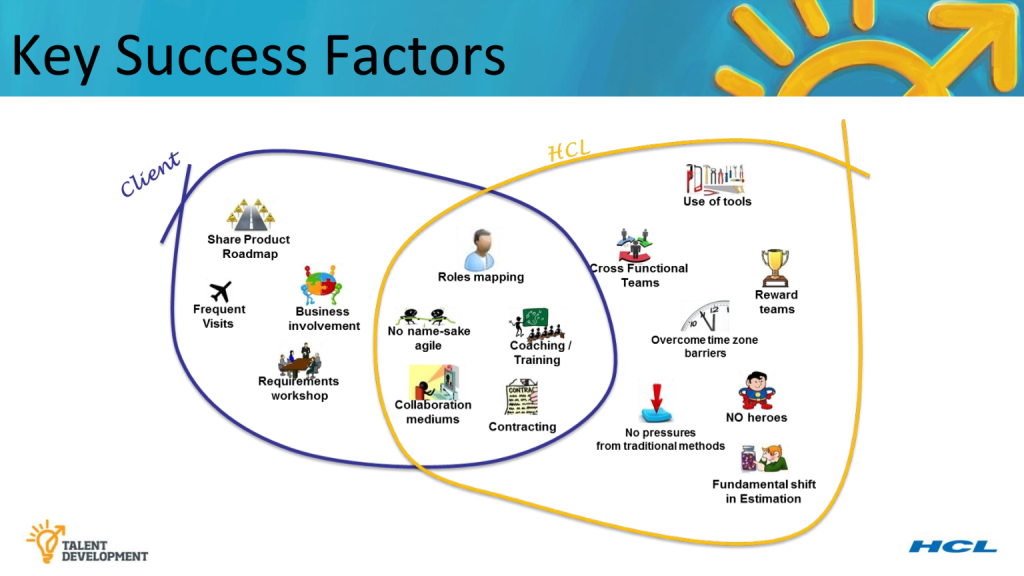 Key Success Factors
Client
HCL
Use of tools
Share Product
Roadmap
Roles mapping
Cross Functional
Teams
Reward
teams
Frequent
Visits
Business
involvement
No name-sake
agile
Coaching /
Training
Overcome time zone
barriers
Requirements
workshop
Collaboration
mediums
CONTRAC
Contracting
NO heroes
No pressures
from traditional methods
Fundamental shift
in Estimation
TALENT
DEVELOPMENT
HCL